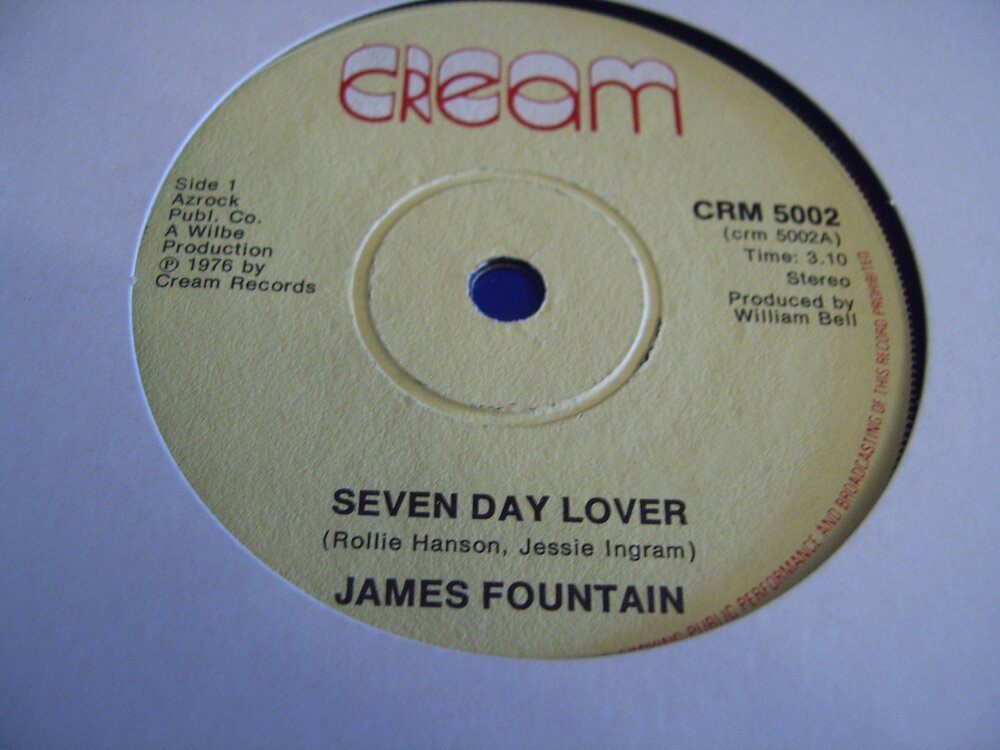 CREAM
Side 1
Azrock
Publ. Co.
A Wilbe
Production
℗ 1976 by
Cream Records
CRM 5002
(crm 5002A)
Time: 3.10
Stereo
Produced by
William Bell
SEVEN DAY LOVER
(Rollie Hanson, Jessie Ingram)
JAMES FOUNTAIN
PUBLIC PERFORMANCE AND BROADCASTING OF THIS RECORD PROHIBITED